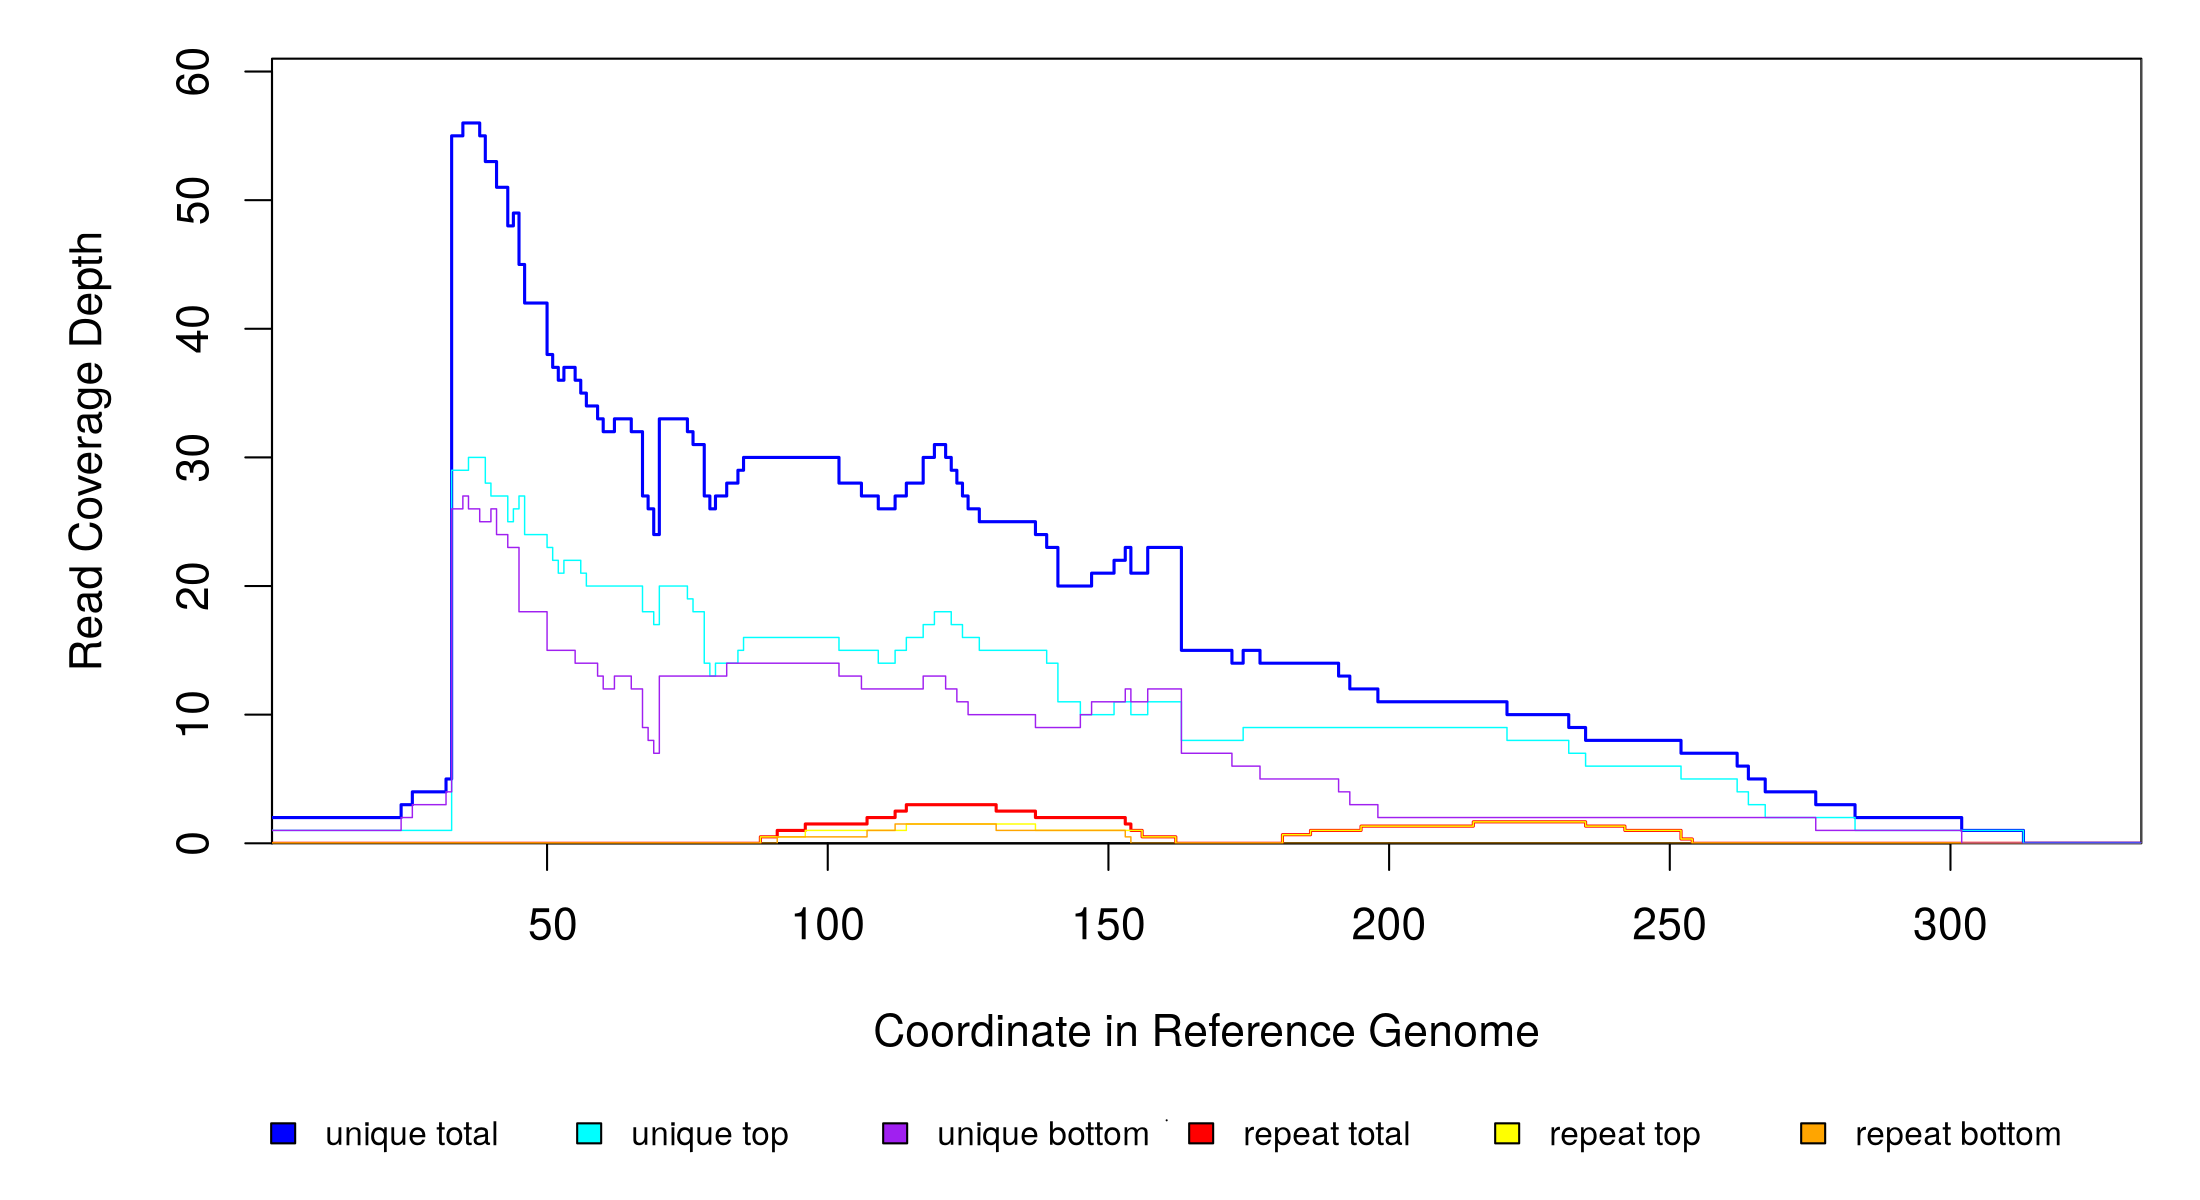 Read Coverage Depth
60
50
40
30
20
10
0
50 100 150 200 250 300
Coordinate in Reference Genome
unique total unique top unique bottom repeat total repeat top repeat bottom